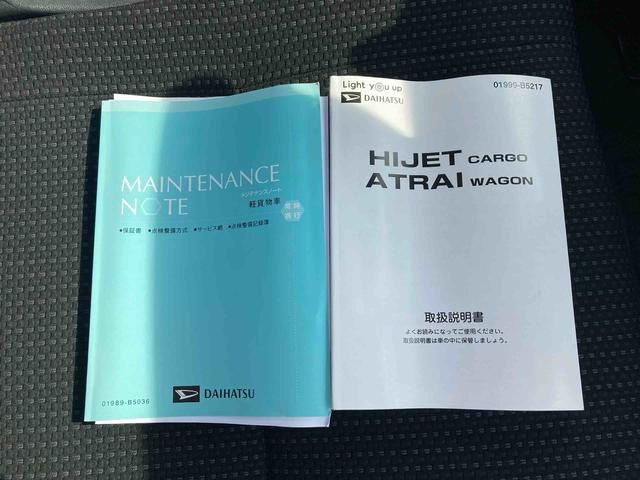 MAINTENANCE
NOTE
メンテナンスノート
軽貨物車
•保証書 •点検整備方式 •サービス網 •点検整備記録簿
01989-B5036
DAIHATSU
Light you up
DAIHATSU
01999-B5217
HIJET CARGO
ATRAI WAGON
取扱説明書
よくお読みになってご使用ください。
取扱説明書は車の中に保管しましょう。